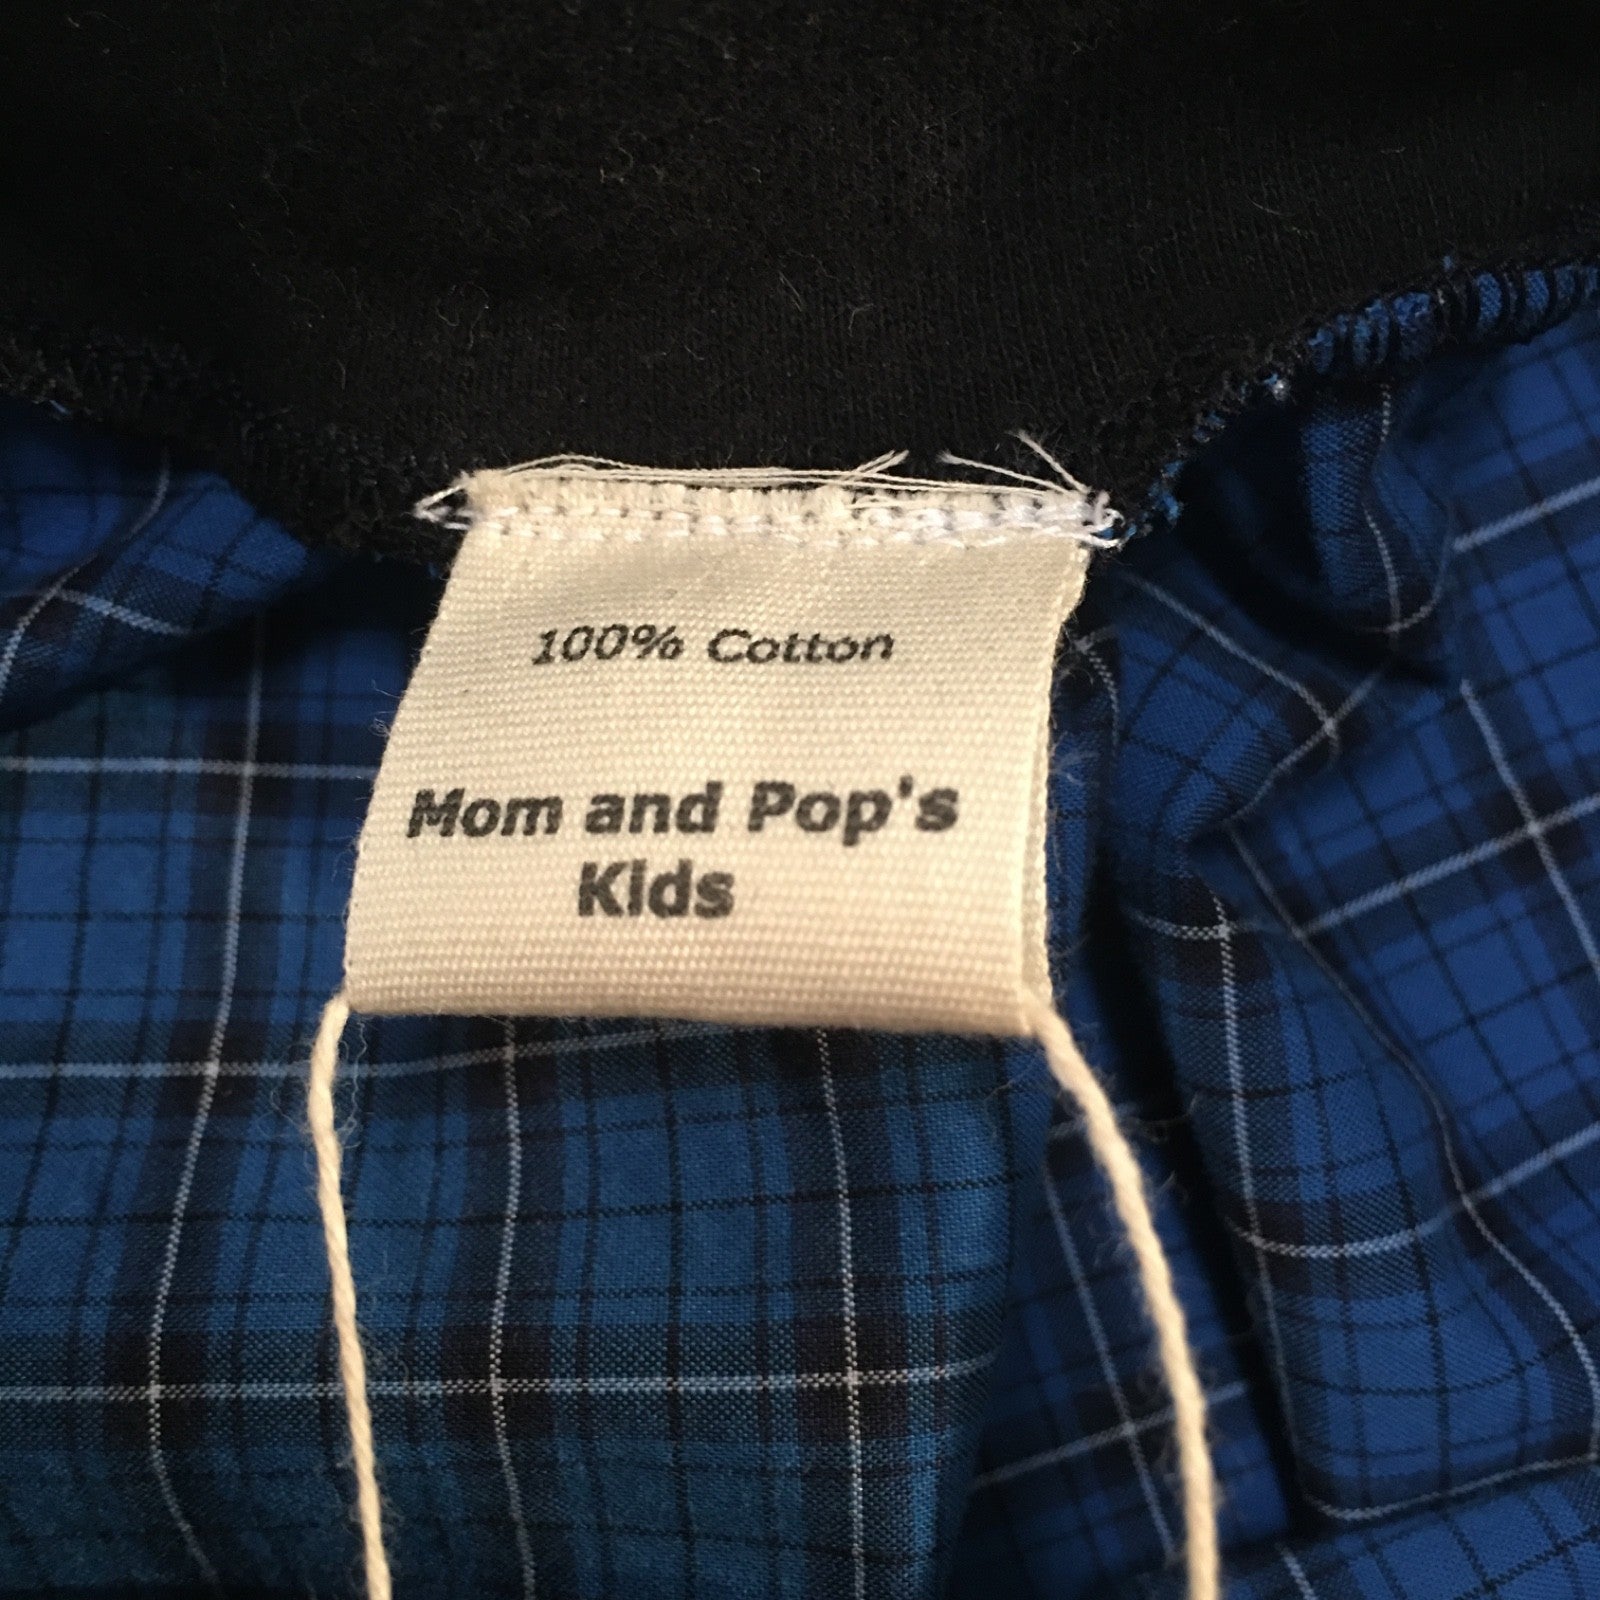 100% Cotton
Mom and Pop's
Kids